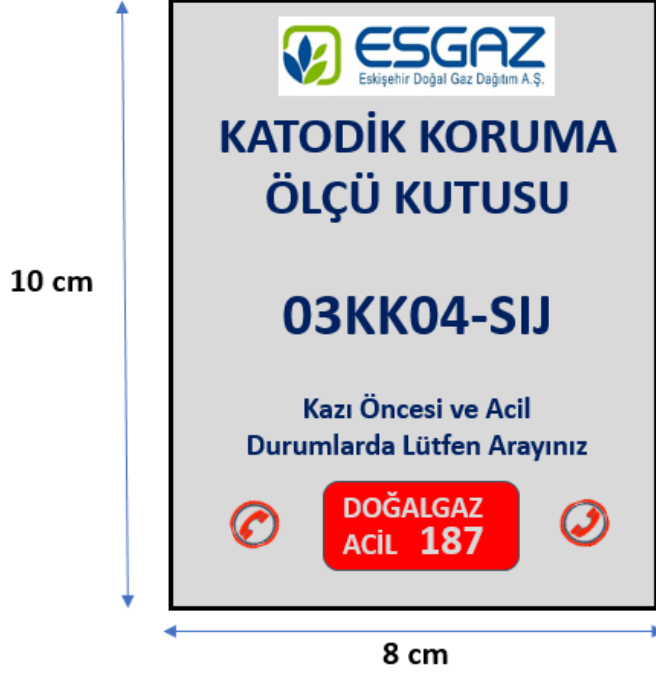 ESGAZ
Eskişehir Doğal Gaz Dağıtım A.Ş.
KATODİK KORUMA
ÖLÇÜ KUTUSU
10 cm
03KK04-SIJ
Kazı Öncesi ve Acil
Durumlarda Lütfen Arayınız
DOĞALGAZ
ACİL 187
8 cm